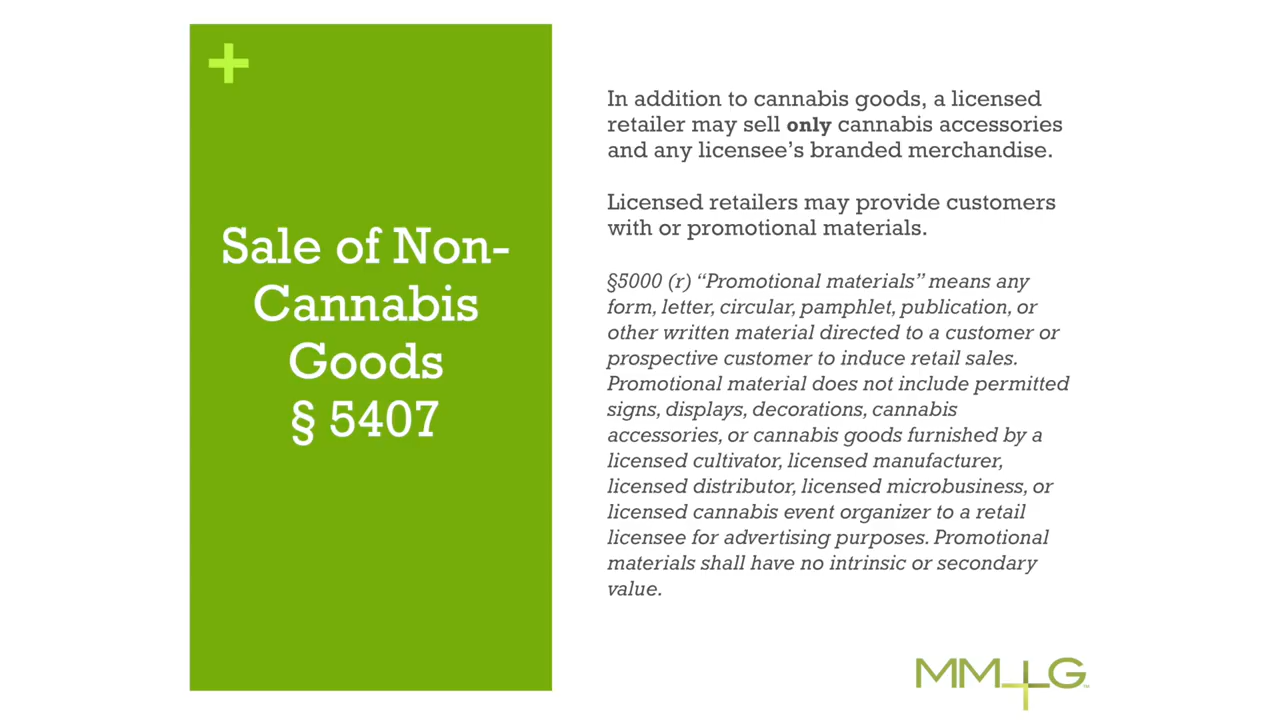 +
Sale of Non-
Cannabis
Goods
§ 5407
In addition to cannabis goods, a licensed
retailer may sell only cannabis accessories
and any licensee’s branded merchandise.
Licensed retailers may provide customers
with or promotional materials.
§5000 (r) “Promotional materials” means any
form, letter, circular, pamphlet, publication, or
other written material directed to a customer or
prospective customer to induce retail sales.
Promotional material does not include permitted
signs, displays, decorations, cannabis
accessories, or cannabis goods furnished by a
licensed cultivator, licensed manufacturer,
licensed distributor, licensed microbusiness, or
licensed cannabis event organizer to a retail
licensee for advertising purposes. Promotional
materials shall have no intrinsic or secondary
value.
MMLG™